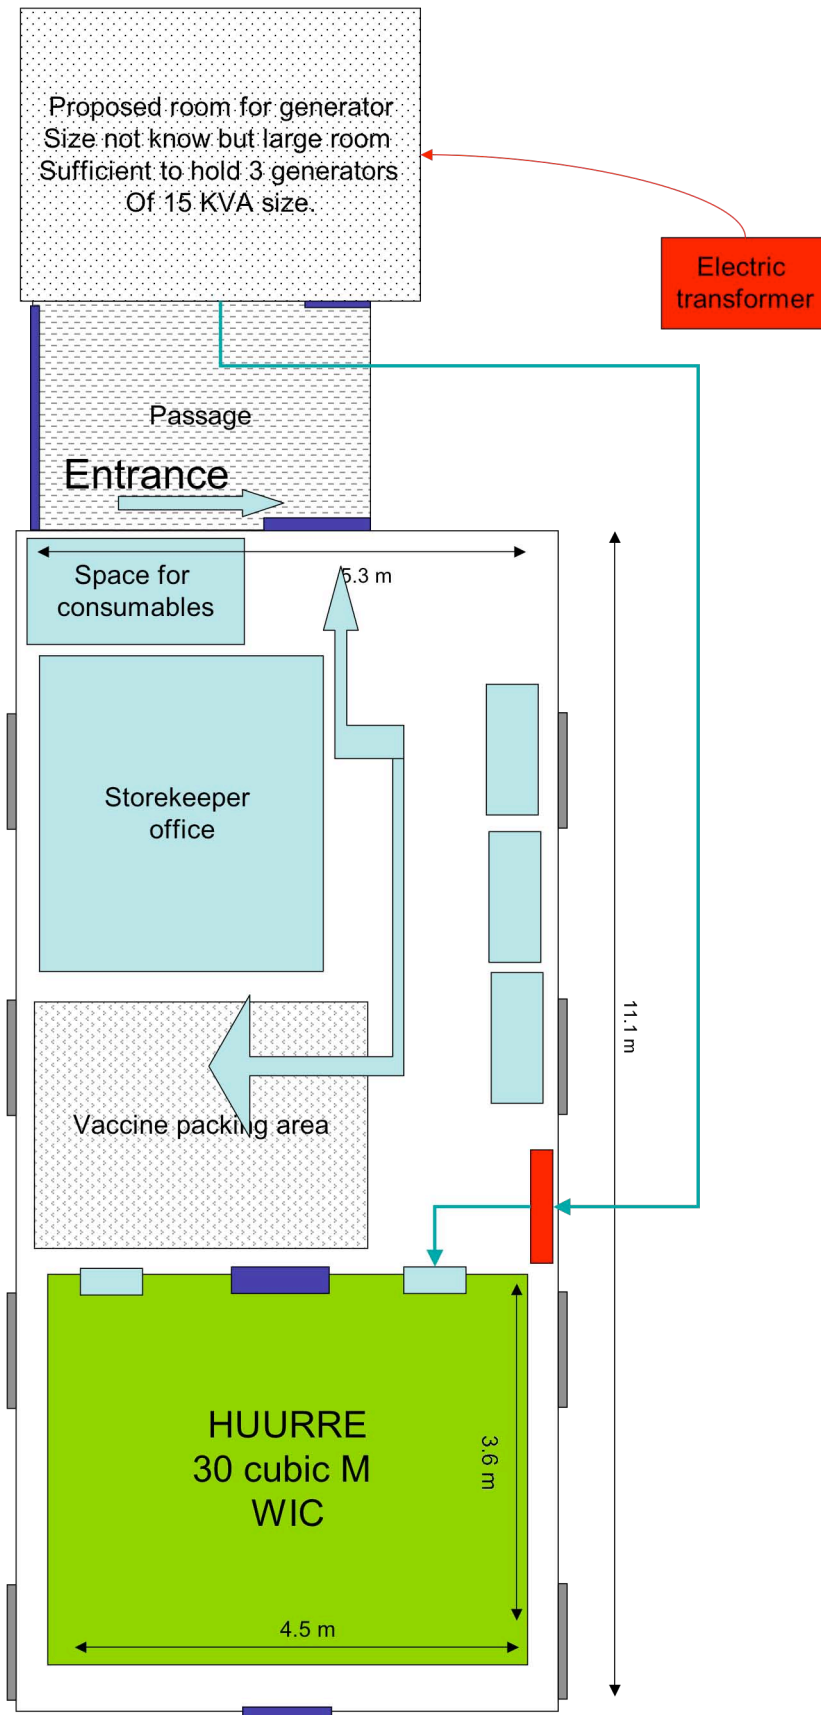 Proposed room for generator
Size not know but large room
Sufficient to hold 3 generators
Of 15 KVA size.
Electric
transformer
Passage
Entrance
5.3 m
Space for
consumables
Storekeeper
office
11.1 m
Vaccine packing area
HUURRE
30 cubic M
WIC
3.6 m
4.5 m